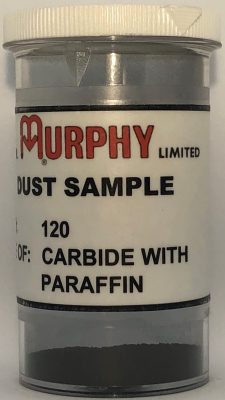 MURPHY LIMITED
DUST SAMPLE
120
OF: CARBIDE WITH
PARAFFIN